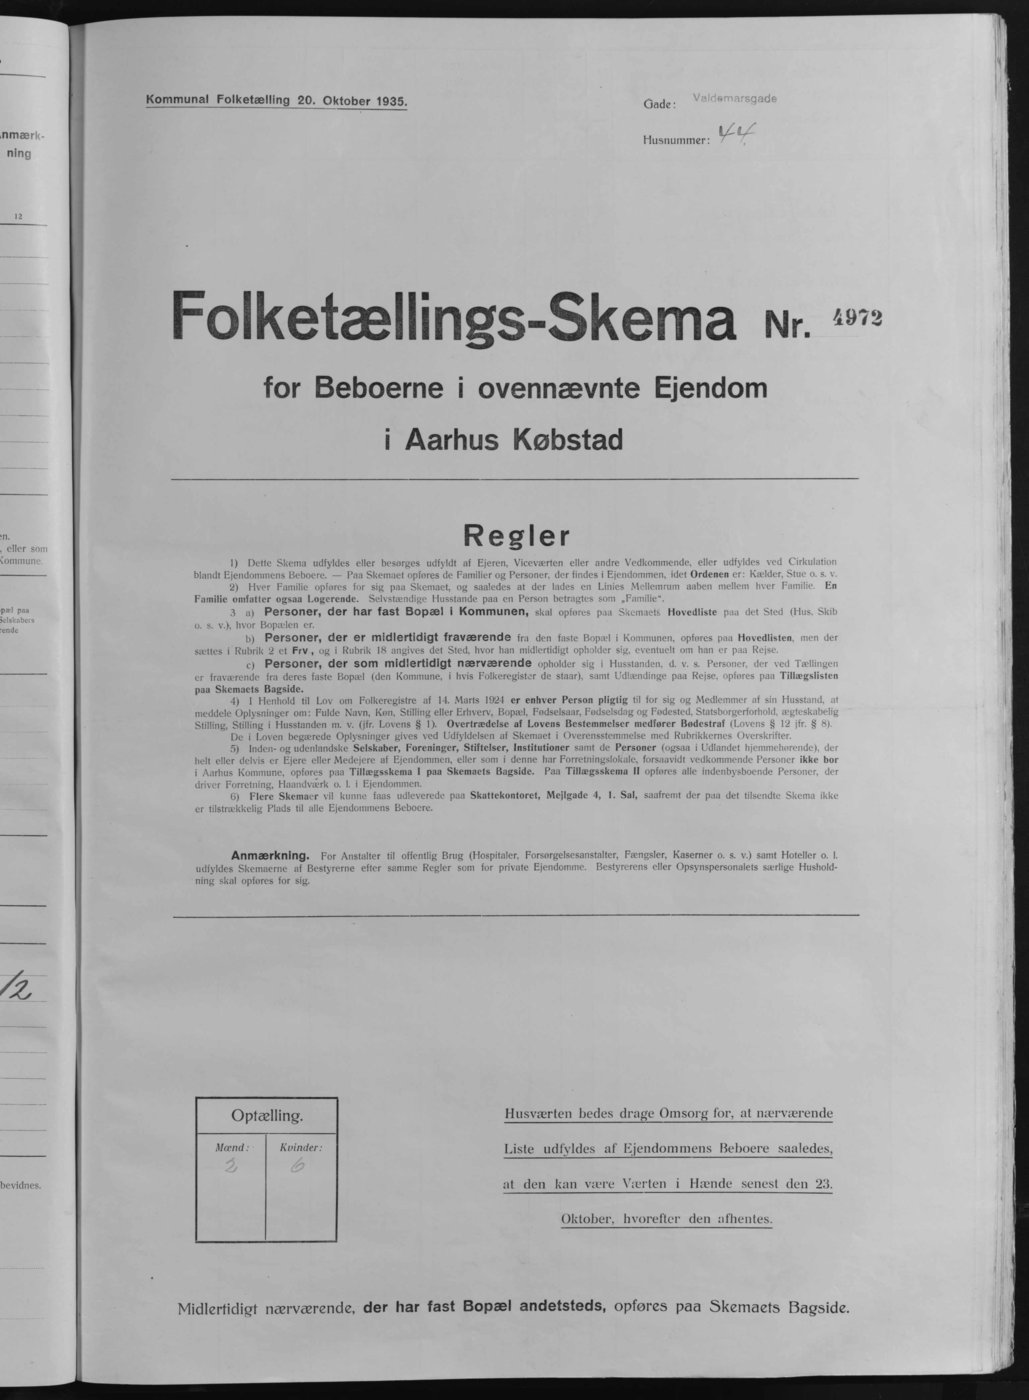 nmærk-
ning
12
en.
, eller som
Kommune.
pæl paa
Selskabers
rende
12
bevidnes.
Kommunal Folketælling 20. Oktober 1935.
Gade: Valdemarsgade
Husnummer: 44
Folketællings-Skema Nr. 4972
for Beboerne i ovennævnte Ejendom
i Aarhus Købstad
Regler
1) Dette Skema udfyldes eller besørges udfyldt af Ejeren, Viceværten eller andre Vedkommende, eller udfyldes ved Cirkulation
blandt Ejendommens Beboere. — Paa Skemaet opføres de Familier og Personer, der findes i Ejendommen, idet Ordenen er: Kælder, Stue o. s. v.
2) Hver Familie opføres for sig paa Skemaet, og saaledes at der lades en Linies Mellemrum aaben mellem hver Familie. En
Familie omfatter ogsaa Logerende. Selvstændige Husstande paa en Person betragtes som „Familie“.
3 a) Personer, der har fast Bopæl i Kommunen, skal opføres paa Skemaets Hovedliste paa det Sted (Hus, Skib
o. s. v.), hvor Bopælen er.
b) Personer, der er midlertidigt fraværende fra den faste Bopæl i Kommunen, opføres paa Hovedlisten, men der
sættes i Rubrik 2 et Frv., og i Rubrik 18 angives det Sted, hvor han midlertidigt opholder sig, eventuelt om han er paa Rejse.
c) Personer, der som midlertidigt nærværende opholder sig i Husstanden, d. v. s. Personer, der ved Tællingen
er fraværende fra deres faste Bopæl (den Kommune, i hvis Folkeregister de staar), samt Udlændinge paa Rejse, opføres paa Tillægslisten
paa Skemaets Bagside.
4) I Henhold til Lov om Folkeregistre af 14. Marts 1924 er enhver Person pligtig til for sig og Medlemmer af sin Husstand, at
meddele Oplysninger om: Fulde Navn, Køn, Stilling eller Erhverv, Bopæl, Fødselsaar, Fødselsdag og Fødested, Statsborgerforhold, ægteskabelig
Stilling, Stilling i Husstanden m. v. (jfr. Lovens § 1). Overtrædelse af Lovens Bestemmelser medfører Bødestraf (Lovens § 12 jfr. § 8).
De i Loven begærede Oplysninger gives ved Udfyldelsen af Skemaet i Overensstemmelse med Rubrikkernes Overskrifter.
5) Inden- og udenlandske Selskaber, Foreninger, Stiftelser, Institutioner samt de Personer (ogsaa i Udlandet hjemmehørende), der
helt eller delvis er Ejere eller Medejere af Ejendommen, eller som i denne har Forretningslokale, forsaavidt vedkommende Personer ikke bor
i Aarhus Kommune, opføres paa Tillægsskema I paa Skemaets Bagside. Paa Tillægsskema II opføres alle indenbysboende Personer, der
driver Forretning, Haandværk o. l. i Ejendommen.
6) Flere Skemaer vil kunne faas udleverede paa Skattekontoret, Mejlgade 4, 1. Sal, saafremt der paa det tilsendte Skema ikke
er tilstrækkelig Plads til alle Ejendommens Beboere.
Anmærkning. For Anstalter til offentlig Brug (Hospitaler, Forsørgelsesanstalter, Fængsler, Kaserner o. s. v.) samt Hoteller o. l.
udfyldes Skemaerne af Bestyrerne efter samme Regler som for private Ejendomme. Bestyrerens eller Opsynspersonalets særlige Hushold-
ning skal opføres for sig.
Optælling.
Mænd: Kvinder:
2 6
Husværten bedes drage Omsorg for, at nærværende
Liste udfyldes af Ejendommens Beboere saaledes,
at den kan være Værten i Hænde senest den 23.
Oktober, hvorefter den afhentes.
Midlertidigt nærværende, der har fast Bopæl andetsteds, opføres paa Skemaets Bagside.